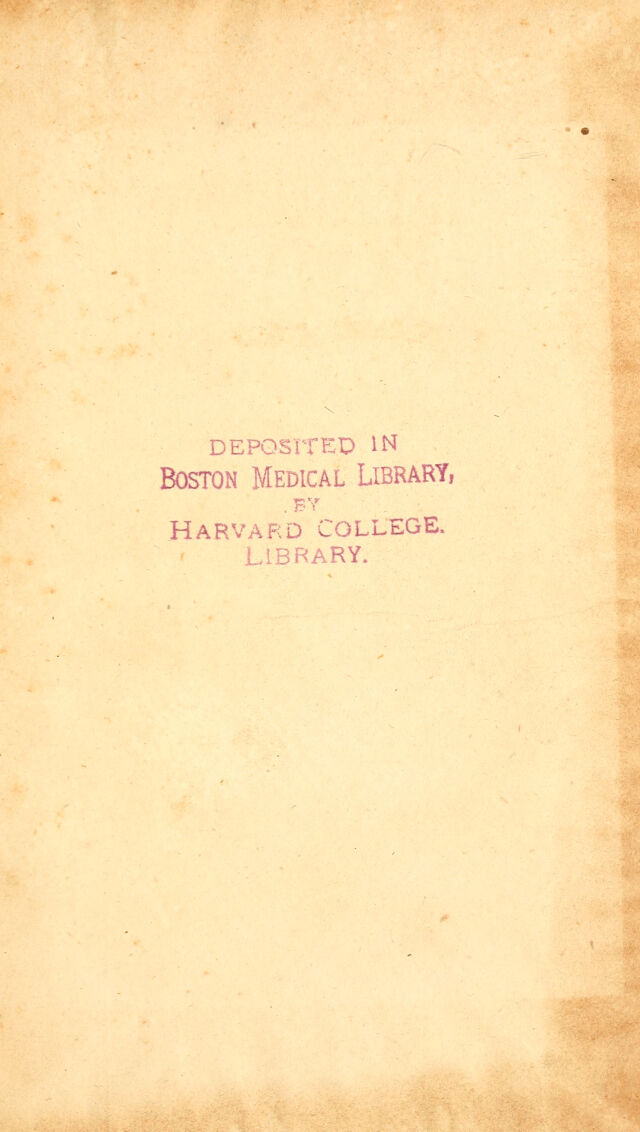 DEPOSITED IN
BOSTON MEDICAL LIBRARY,
BY
HARVARD COLLEGE.
LIBRARY.